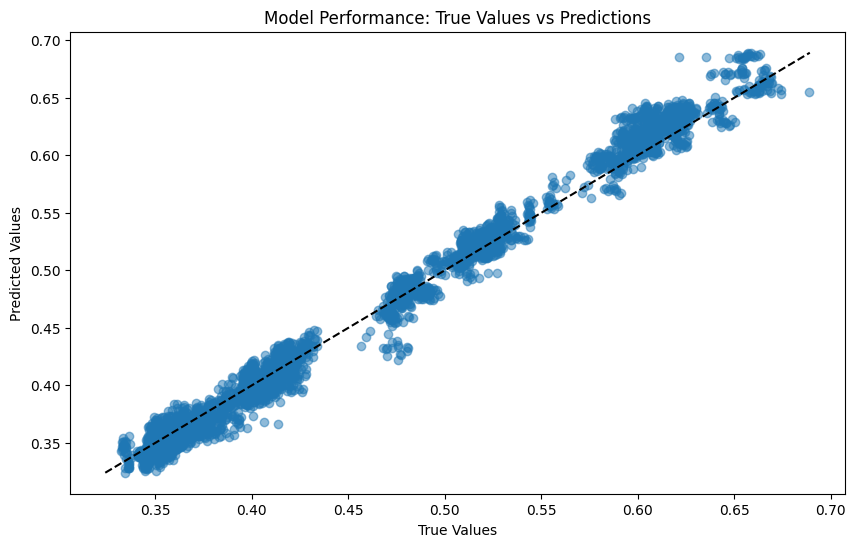 Model Performance: True Values vs Predictions
0.70
0.65
0.60
0.55
0.50
0.45
0.40
0.35
Predicted Values
0.35 0.40 0.45 0.50 0.55 0.60 0.65 0.70
True Values